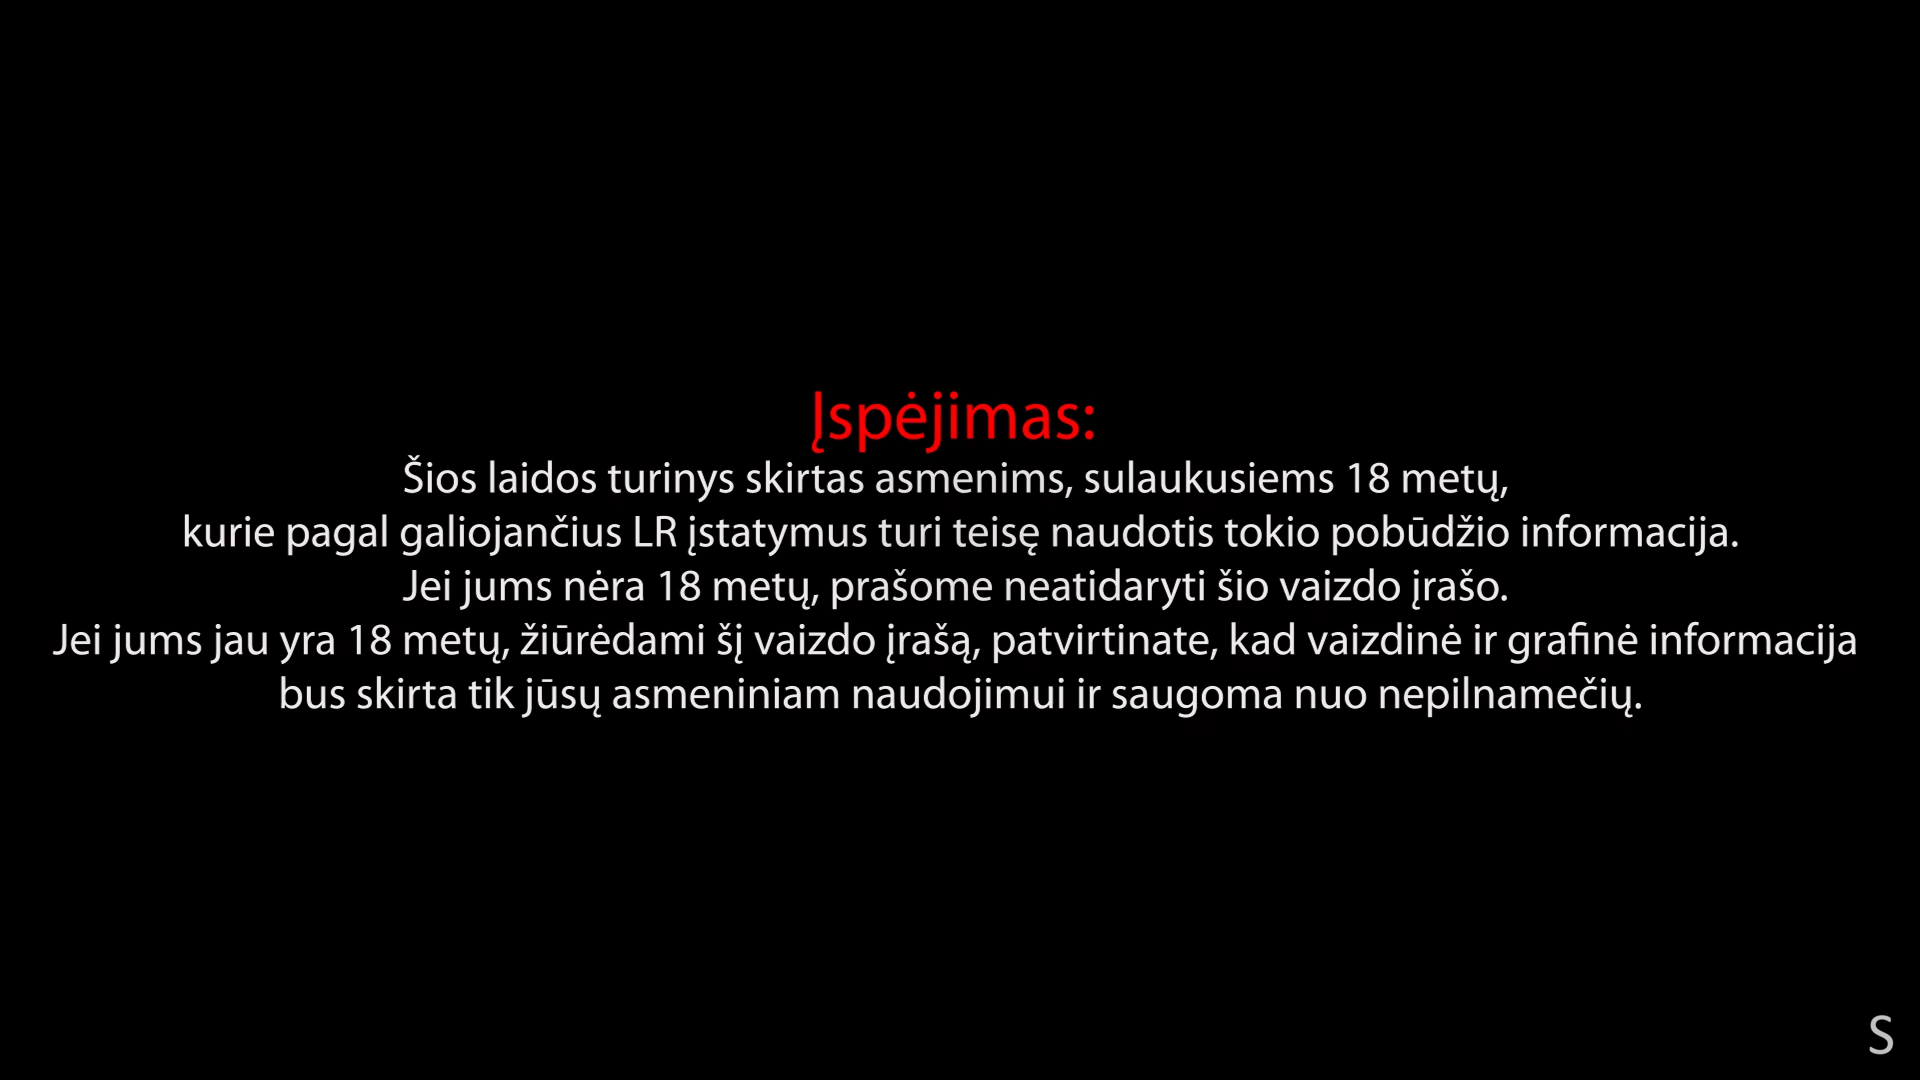 Įspėjimas:
Šios laidos turinys skirtas asmenims, sulaukusiems 18 metų,
kurie pagal galiojančius LR įstatymus turi teisę naudotis tokio pobūdžio informacija.
Jei jums nėra 18 metų, prašome neatidaryti šio vaizdo įrašo.
Jei jums jau yra 18 metų, žiūrėdami šį vaizdo įrašą, patvirtinate, kad vaizdinė ir grafinė informacija
bus skirta tik jūsų asmeniniam naudojimui ir saugoma nuo nepilnamečių.
S